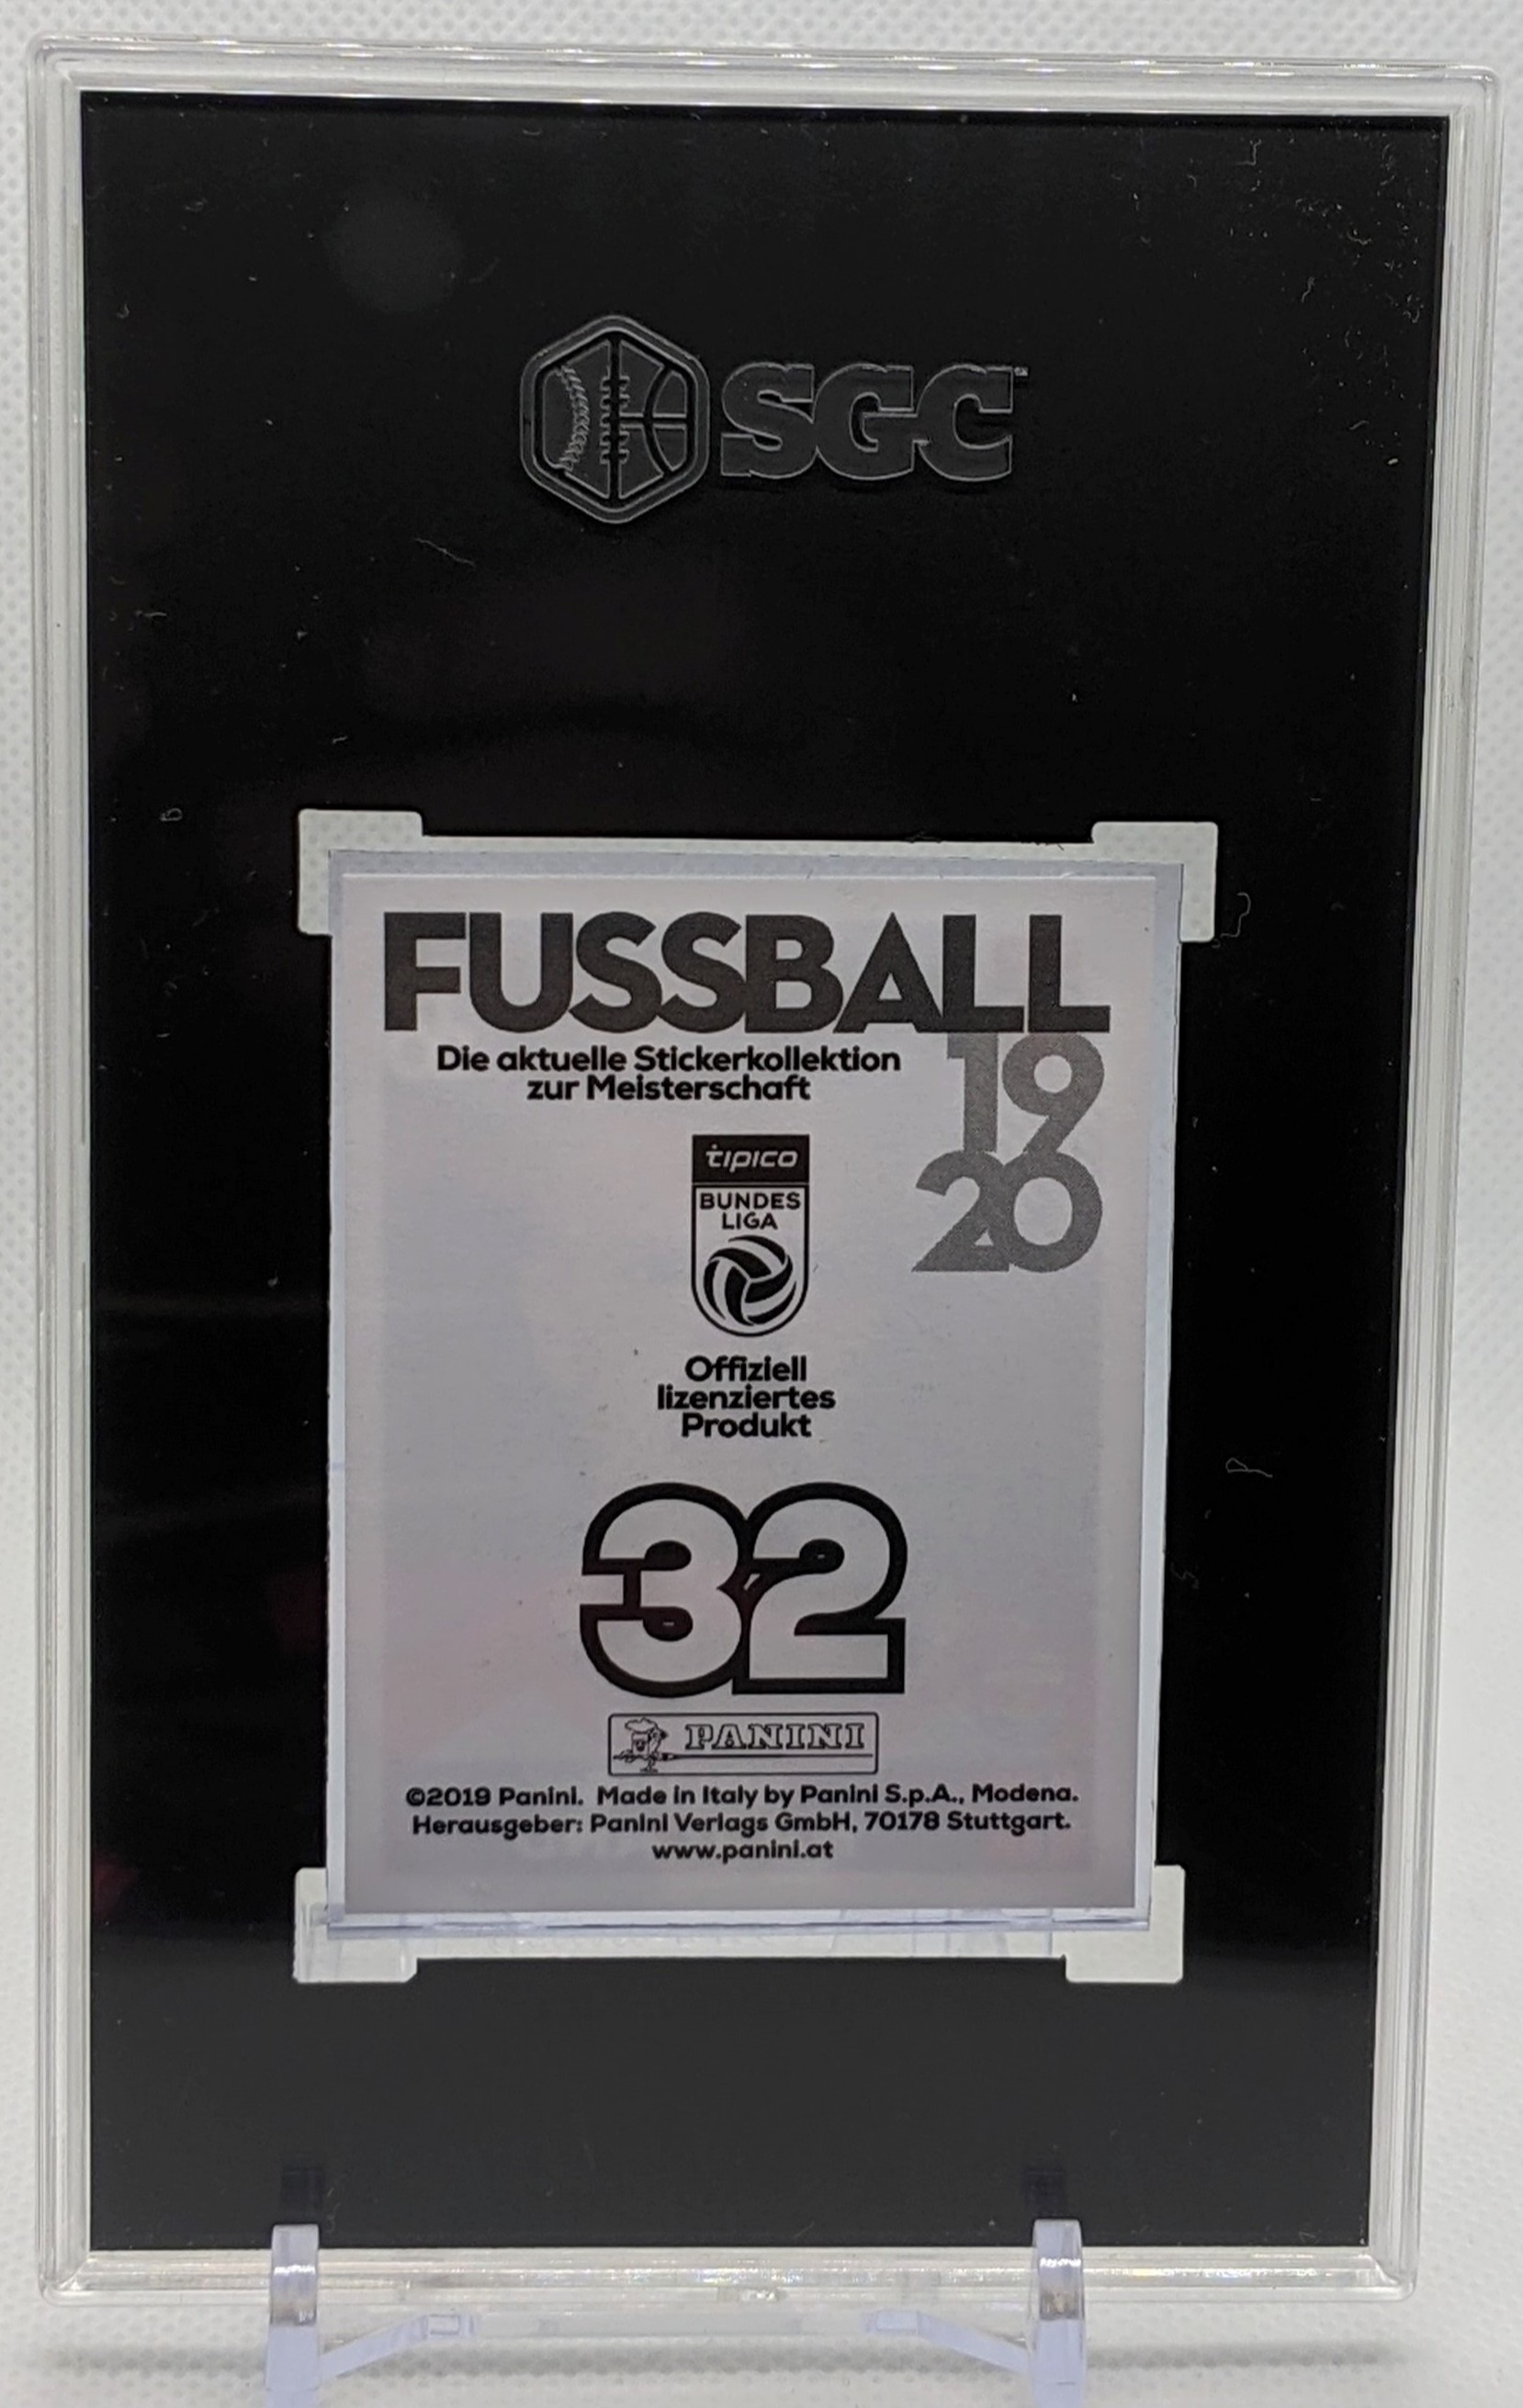 SGC
FUSSBALL
Die aktuelle Stickerkollektion
zur Meisterschaft
19
20
tipico
BUNDES
LIGA
Offiziell
lizenziertes
Produkt
32
PANINI
©2019 Panini. Made in Italy by Panini S.p.A., Modena.
Herausgeber: Panini Verlags GmbH, 70178 Stuttgart.
www.panini.at